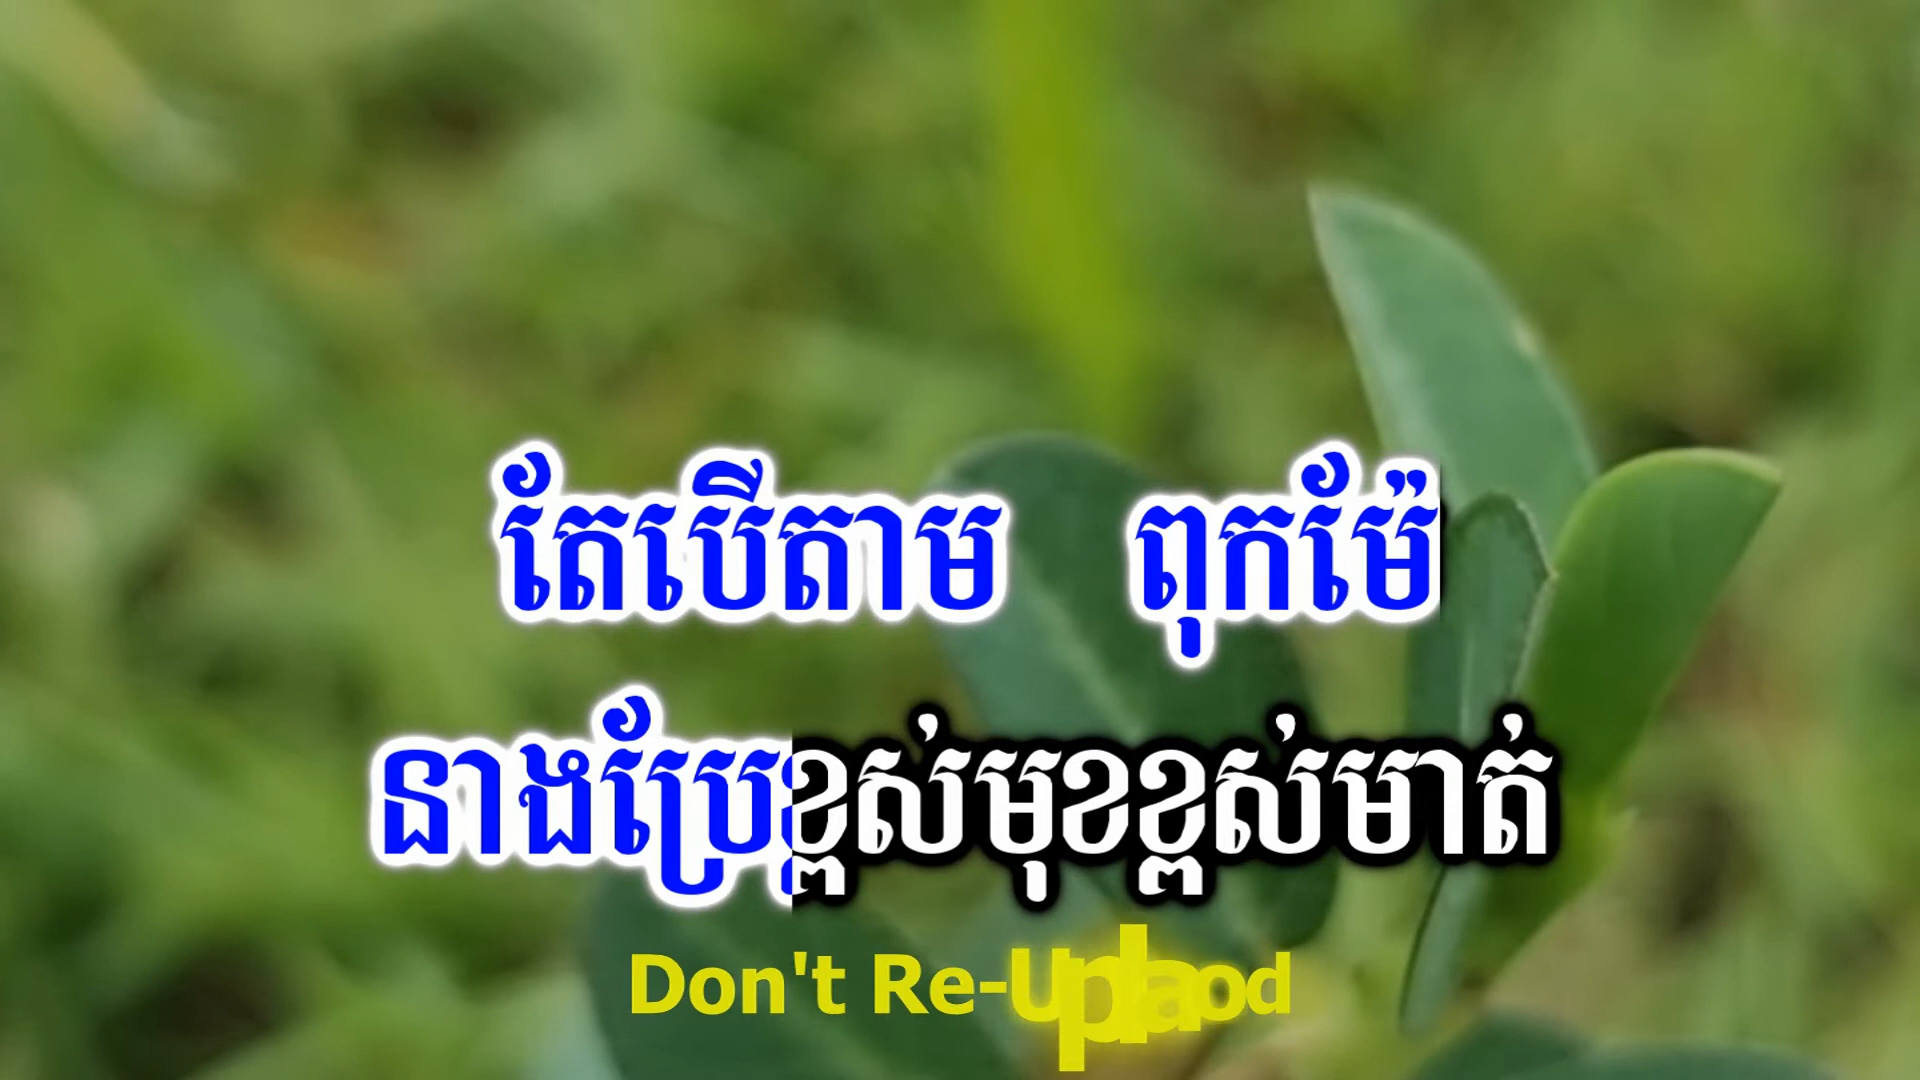 តែបើតាម ពុកម៉ែ
នាងប្រែខ្ពស់មុខខ្ពស់មាត់
Don't Re-Uplaod